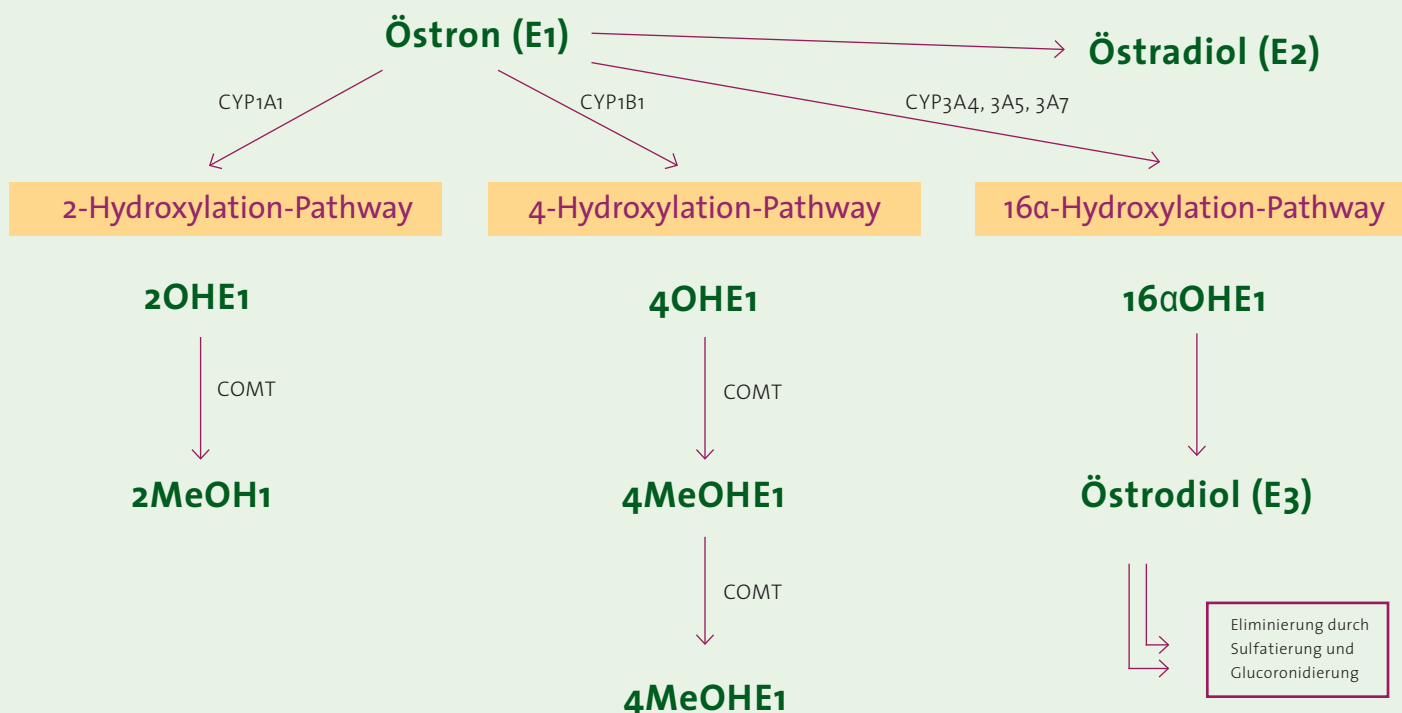 Östron (E1)
Östradiol (E2)
CYP1A1
CYP1B1
CYP3A4, 3A5, 3A7
2-Hydroxylation-Pathway
4-Hydroxylation-Pathway
16α-Hydroxylation-Pathway
2OHE1
4OHE1
16αOHE1
COMT
COMT
2MeOH1
4MeOHE1
Östrodiol (E3)
COMT
Eliminierung durch
Sulfatierung und
Glucoronidierung
4MeOHE1